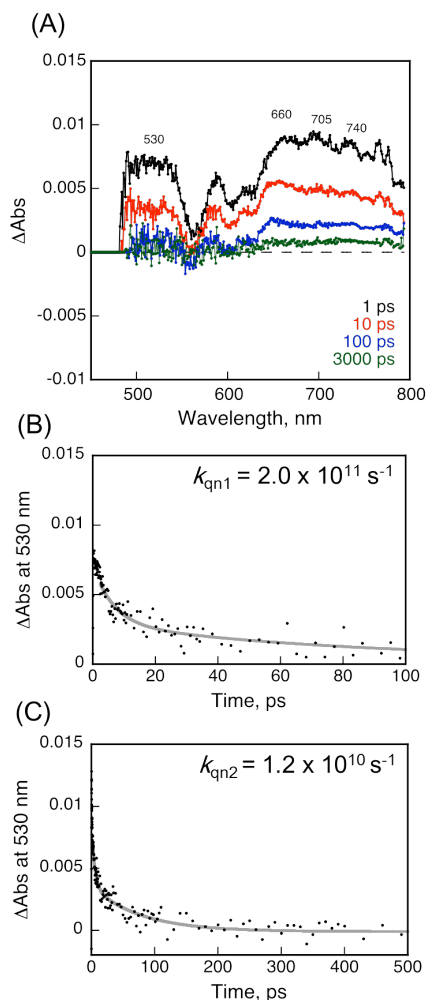 (A)
0.015
0.01
0.005
0
-0.005
-0.01
ΔAbs
530
660
705
740
1 ps
10 ps
100 ps
3000 ps
500 600 700 800
Wavelength, nm
(B)
0.015
0.01
0.005
0
ΔAbs at 530 nm
kqn1 = 2.0 x 10¹¹ s⁻¹
0 20 40 60 80 100
Time, ps
(C)
0.015
0.01
0.005
0
ΔAbs at 530 nm
kqn2 = 1.2 x 10¹⁰ s⁻¹
0 100 200 300 400 500
Time, ps